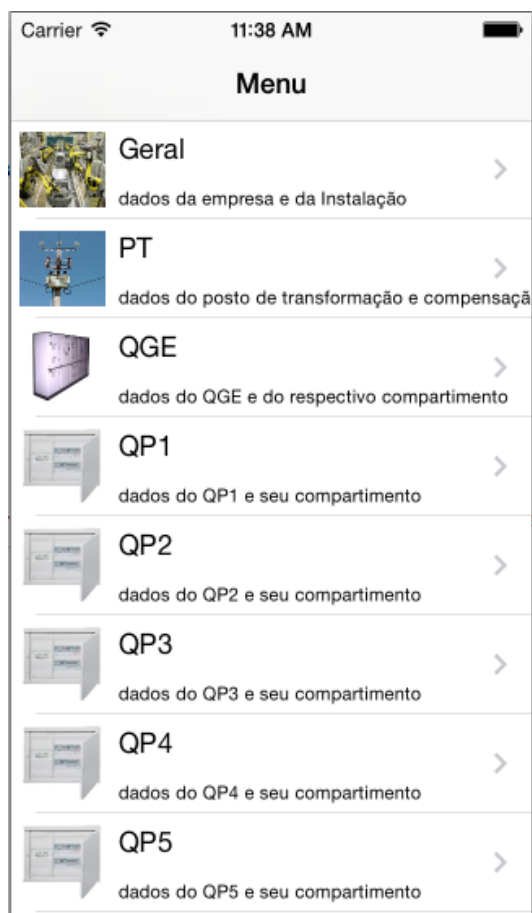 Carrier 11:38 AM
Menu
Geral
dados da empresa e da Instalação
PT
dados do posto de transformação e compensaçã
QGE
dados do QGE e do respectivo compartimento
QP1
dados do QP1 e seu compartimento
QP2
dados do QP2 e seu compartimento
QP3
dados do QP3 e seu compartimento
QP4
dados do QP4 e seu compartimento
QP5
dados do QP5 e seu compartimento